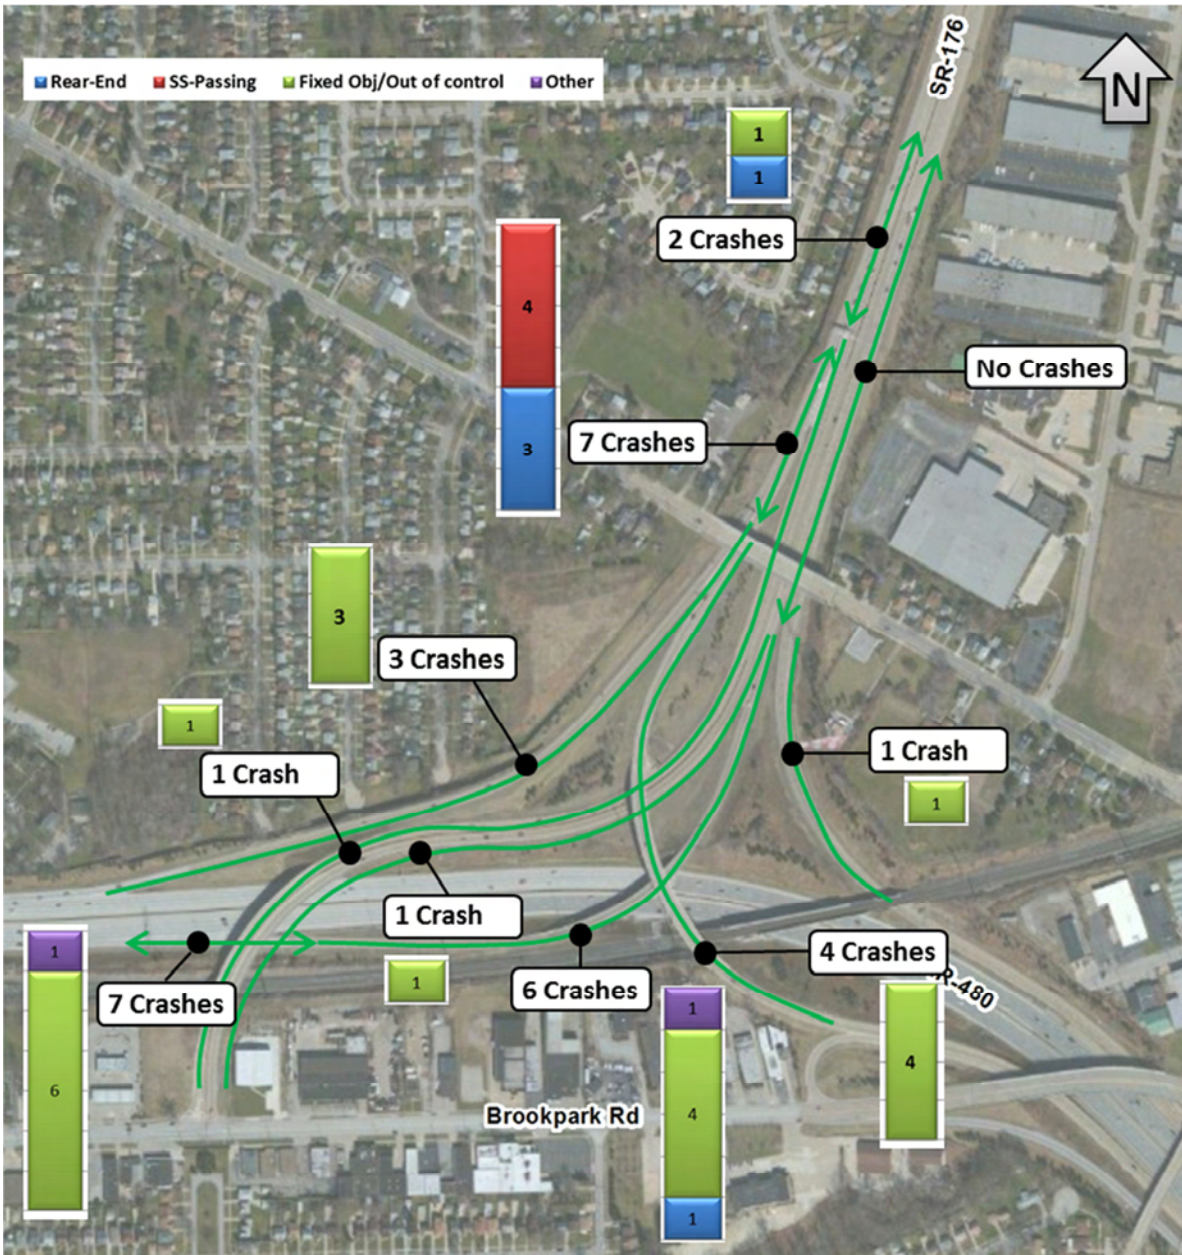 SR-176
N
Rear-End SS-Passing Fixed Obj/Out of control Other
1
1
2 Crashes
4
3
No Crashes
7 Crashes
3
3 Crashes
1
1 Crash
1 Crash
1
1 Crash
1
7 Crashes
1
6
6 Crashes
4 Crashes
R-480
1
4
1
4
Brookpark Rd